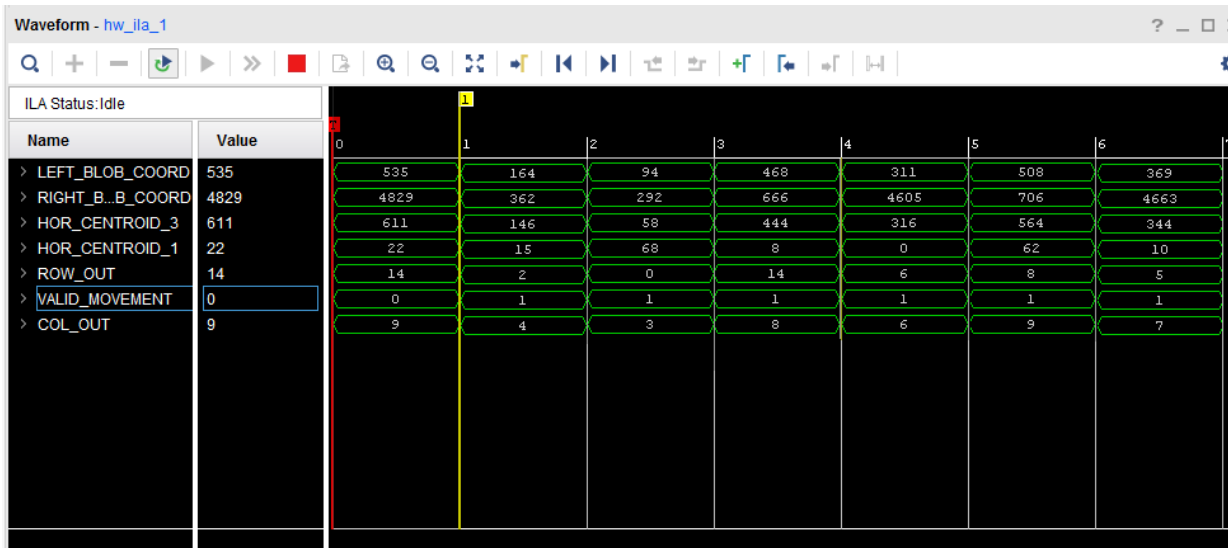 Waveform - hw_ila_1
ILA Status:Idle
1
Name Value
0 1 2 3 4 5 6
LEFT_BLOB_COORD 535 535 164 94 468 311 508 369
RIGHT_B...B_COORD 4829 4829 362 292 666 4605 706 4663
HOR_CENTROID_3 611 611 146 58 444 316 564 344
HOR_CENTROID_1 22 22 15 68 8 0 62 10
ROW_OUT 14 14 2 0 14 6 8 5
VALID_MOVEMENT 0 0 1 1 1 1 1 1
COL_OUT 9 9 4 3 8 6 9 7